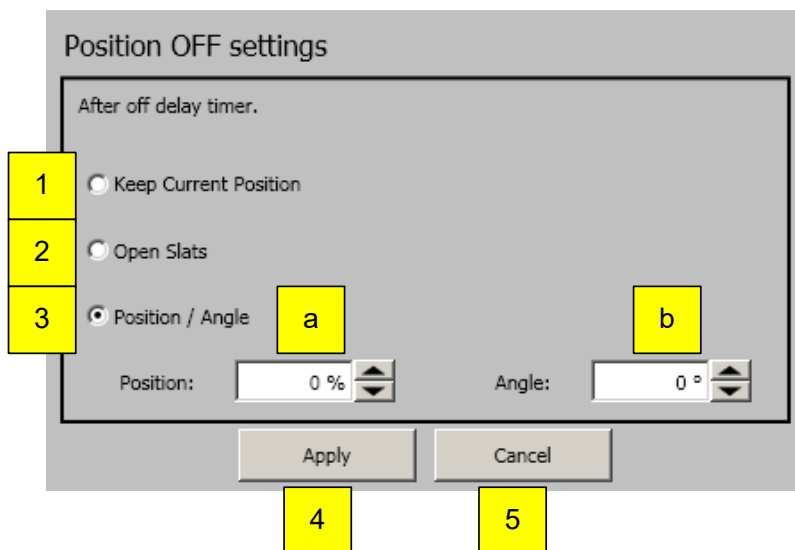 Position OFF settings
After off delay timer.
1 Keep Current Position
2 Open Slats
3 Position / Angle a b
Position: 0 % Angle: 0 °
Apply Cancel
4 5